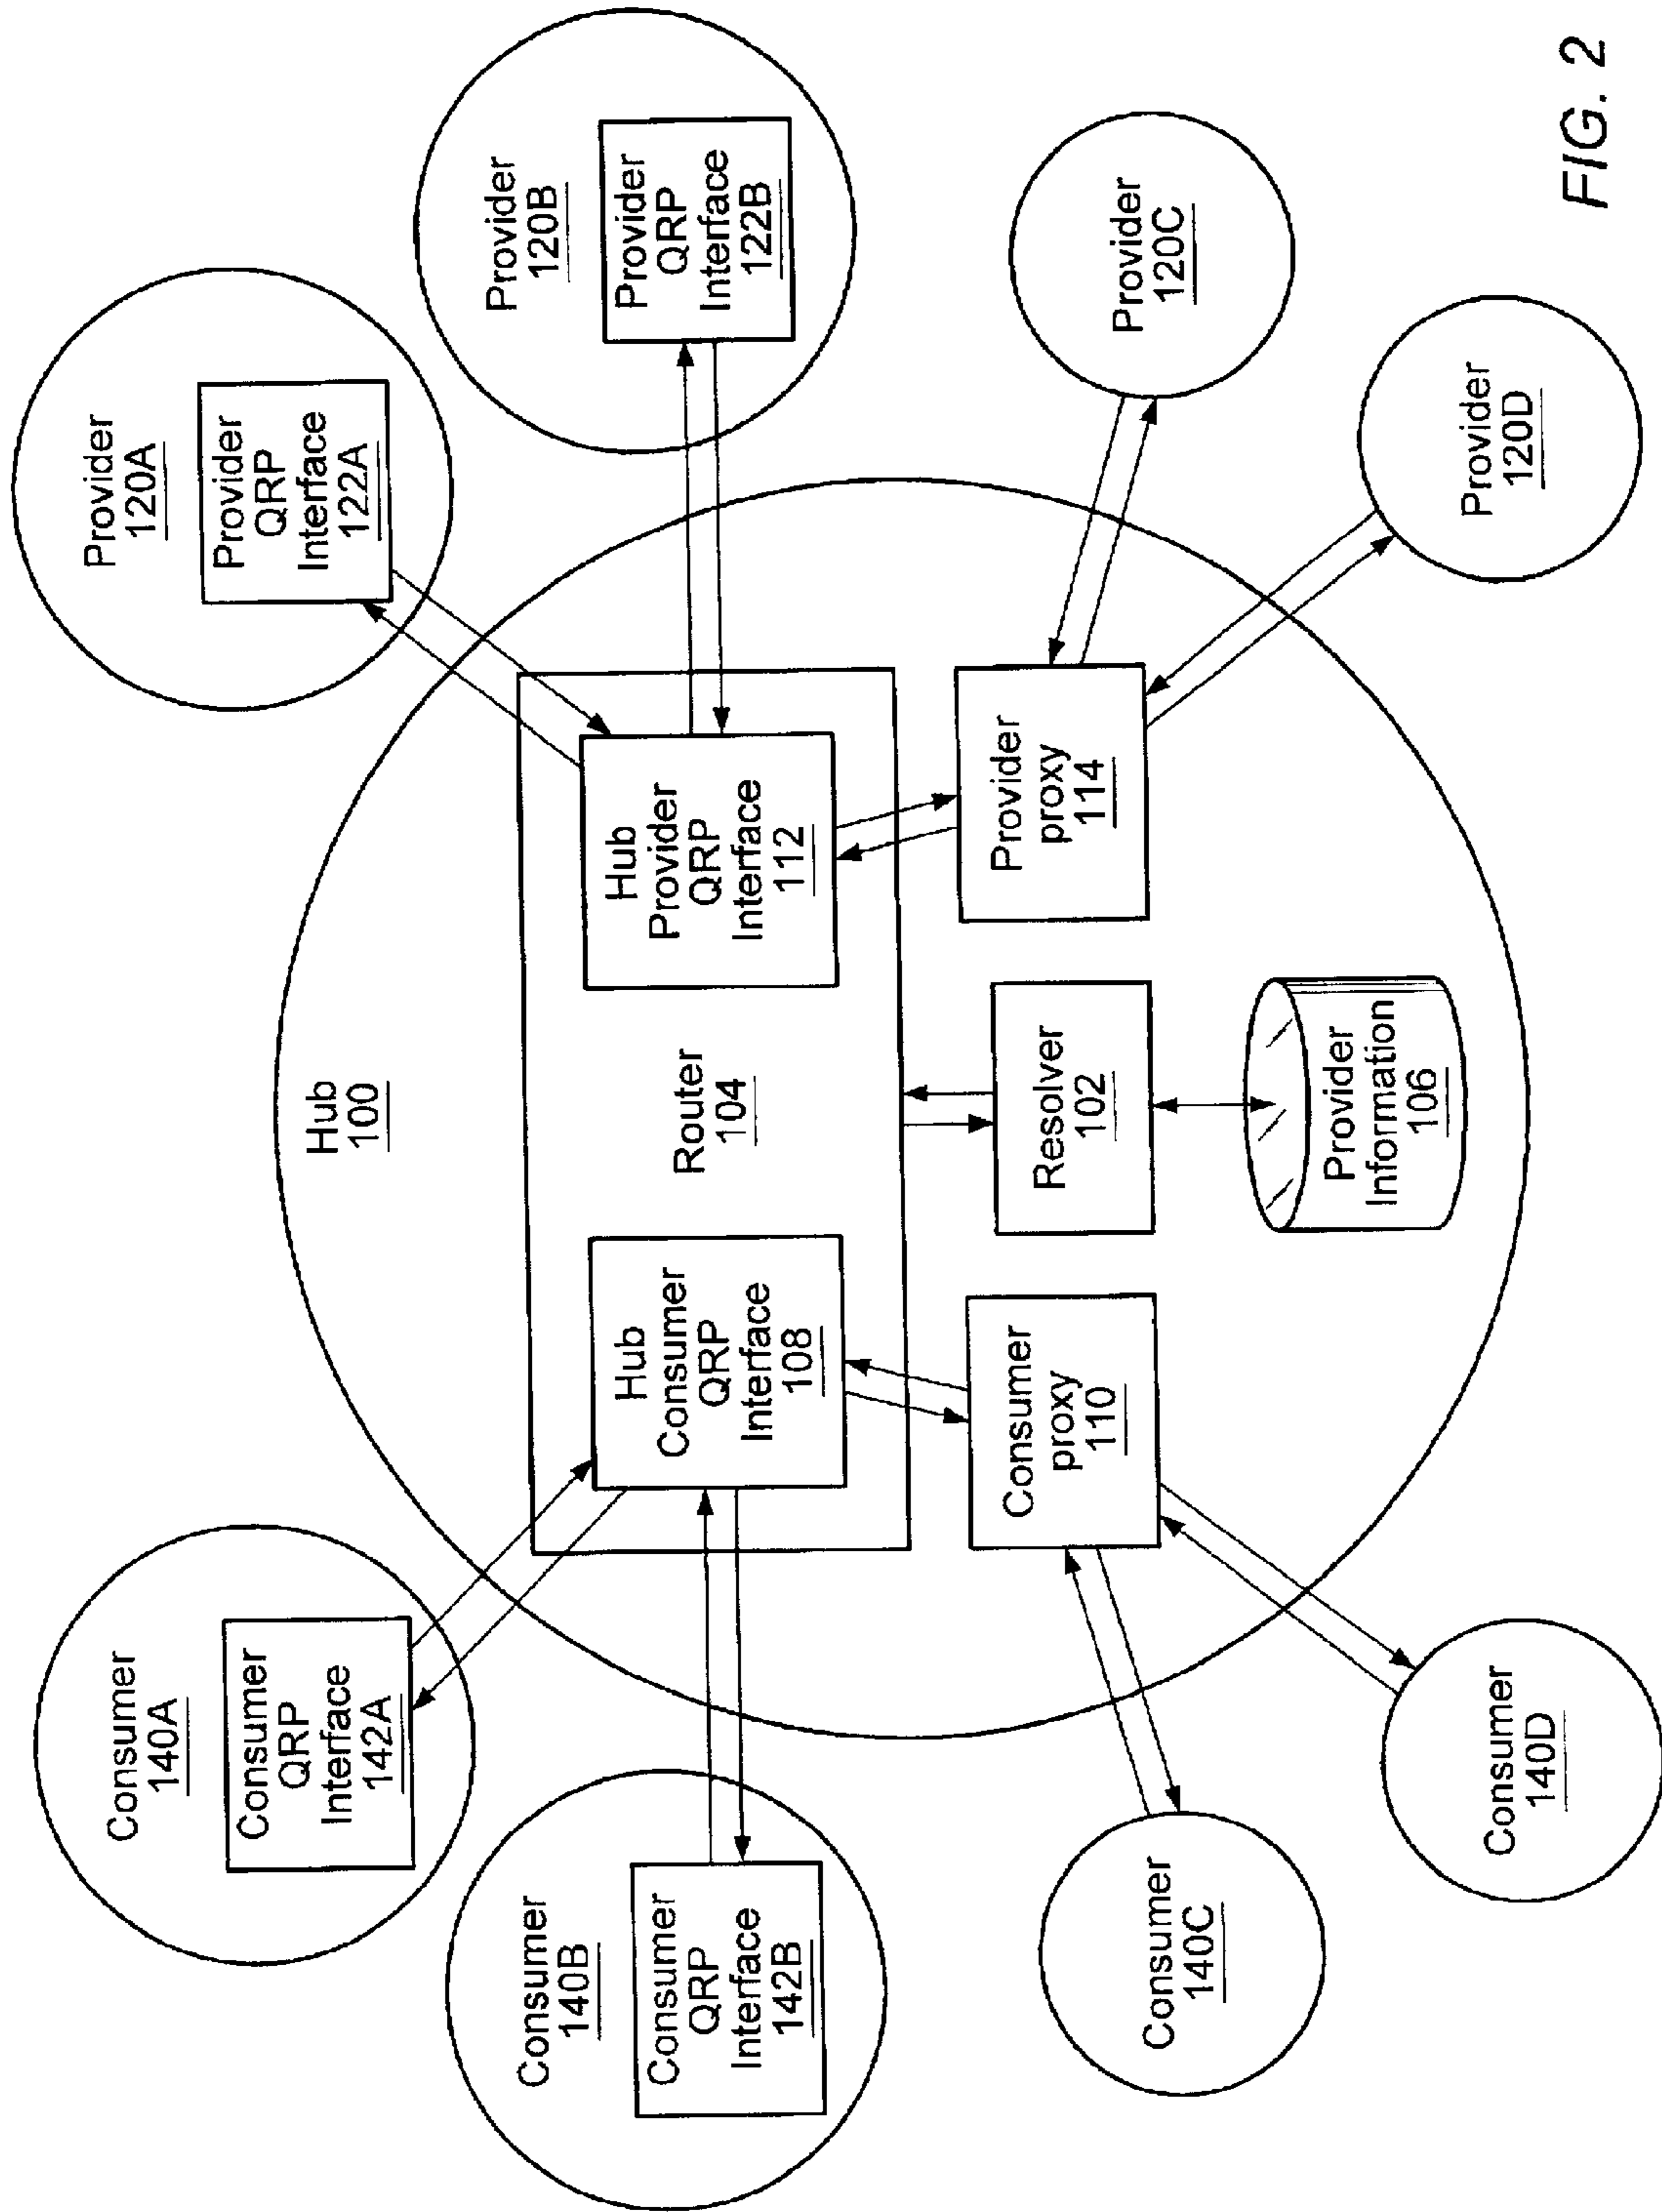 Consumer
140A
Consumer
QRP
Interface
142A
Consumer
140B
Consumer
QRP
Interface
142B
Consumer
140C
Consumer
140D
Hub
100
Router
104
Hub
Consumer
QRP
Interface
108
Hub
Provider
QRP
Interface
112
Consumer
proxy
110
Resolver
102
Provider
proxy
114
Provider
Information
106
Provider
120A
Provider
QRP
Interface
122A
Provider
120B
Provider
QRP
Interface
122B
Provider
120C
Provider
120D
FIG. 2